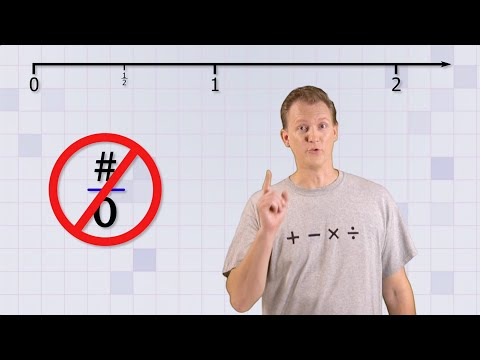 0 1/2 1 2
#
0
+ − × ÷